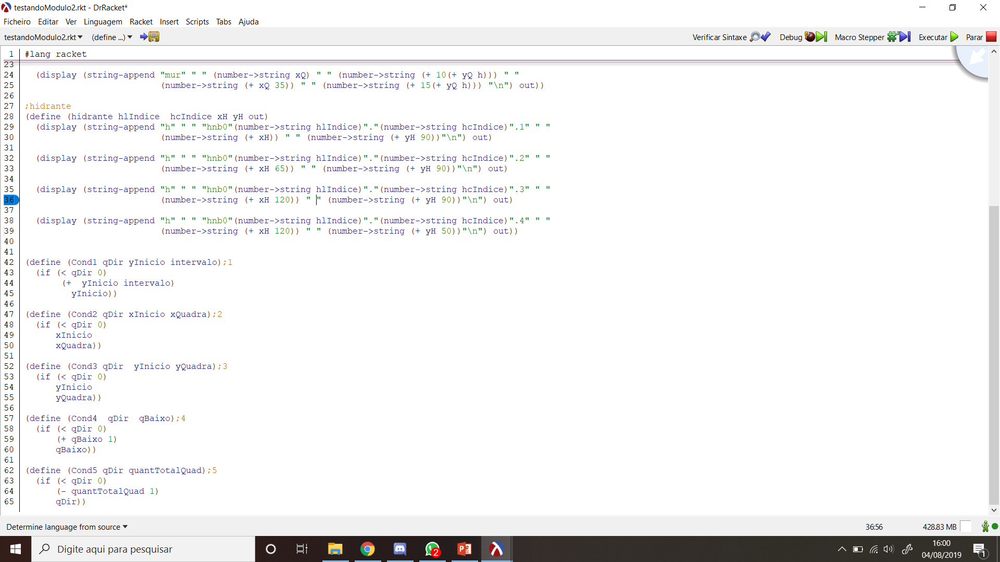 testandoModulo2.rkt - DrRacket*
Ficheiro Editar Ver Linguagem Racket Insert Scripts Tabs Ajuda
testandoModulo2.rkt (define ...) Verificar Sintaxe Debug Macro Stepper Executar Parar
1 #lang racket
23
24 (display (string-append "mur" " " (number->string xQ) " " (number->string (+ 10(+ yQ h))) " "
25 (number->string (+ xQ 35)) " " (number->string (+ 15(+ yQ h))) "\n") out))
26
27 ;hidrante
28 (define (hidrante hlIndice  hcIndice xH yH out)
29 (display (string-append "h" " " "hnb0"(number->string hlIndice)"."(number->string hcIndice)".1" " "
30 (number->string (+ xH)) " " (number->string (+ yH 90))"\n") out)
31
32 (display (string-append "h" " " "hnb0"(number->string hlIndice)"."(number->string hcIndice)".2" " "
33 (number->string (+ xH 65)) " " (number->string (+ yH 90))"\n") out)
34
35 (display (string-append "h" " " "hnb0"(number->string hlIndice)"."(number->string hcIndice)".3" " "
36 (number->string (+ xH 120)) " " (number->string (+ yH 90))"\n") out)
37
38 (display (string-append "h" " " "hnb0"(number->string hlIndice)"."(number->string hcIndice)".4" " "
39 (number->string (+ xH 120)) " " (number->string (+ yH 50))"\n") out))
40
41
42 (define (Cond1 qDir yInicio intervalo);1
43 (if (< qDir 0)
44 (+  yInicio intervalo)
45 yInicio))
46
47 (define (Cond2 qDir xInicio xQuadra);2
48 (if (< qDir 0)
49 xInicio
50 xQuadra))
51
52 (define (Cond3 qDir  yInicio yQuadra);3
53 (if (< qDir 0)
54 yInicio
55 yQuadra))
56
57 (define (Cond4  qDir  qBaixo);4
58 (if (< qDir 0)
59 (+ qBaixo 1)
60 qBaixo))
61
62 (define (Cond5 qDir quantTotalQuad);5
63 (if (< qDir 0)
64 (- quantTotalQuad 1)
65 qDir))
Determine language from source 36:56 428.83 MB
Digite aqui para pesquisar 2 16:00
04/08/2019 1